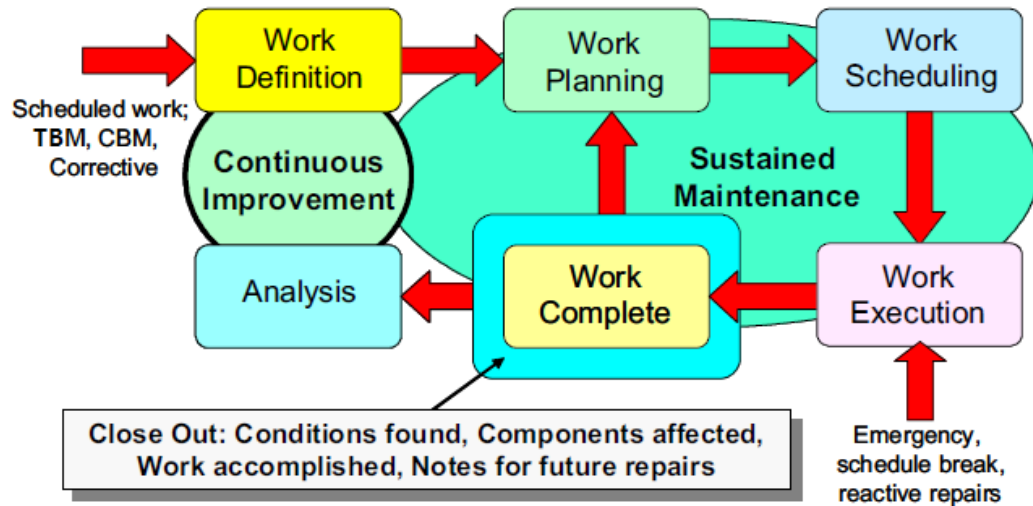 Work
Definition
Work
Planning
Work
Scheduling
Scheduled work;
TBM, CBM,
Corrective
Continuous
Improvement
Sustained
Maintenance
Analysis
Work
Complete
Work
Execution
Close Out: Conditions found, Components affected,
Work accomplished, Notes for future repairs
Emergency,
schedule break,
reactive repairs